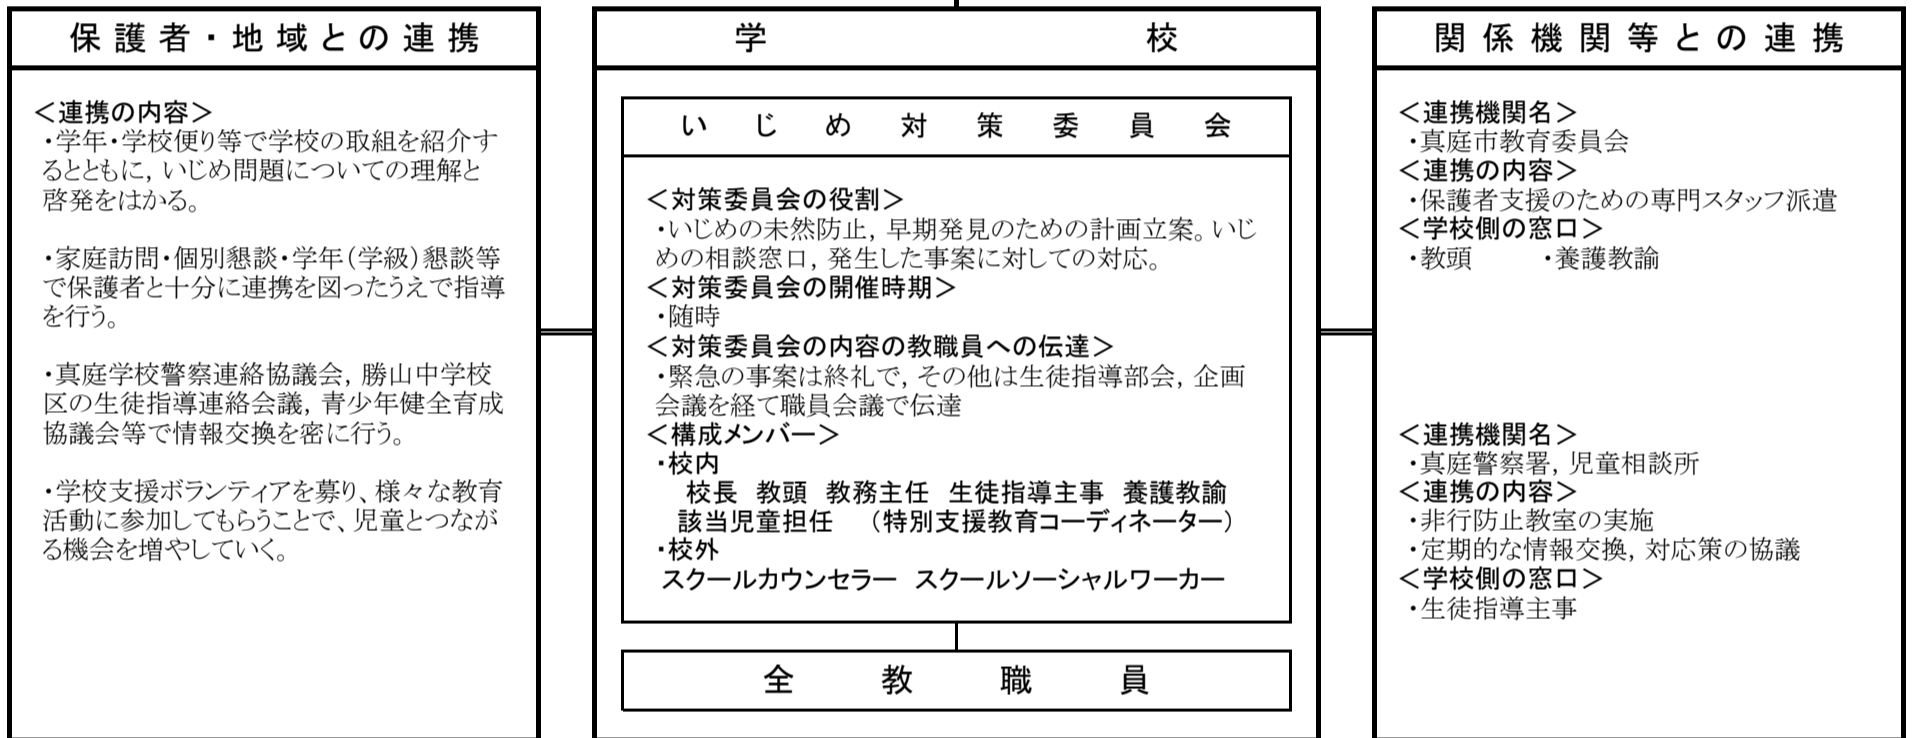 保護者・地域との連携
＜連携の内容＞
・学年・学校便り等で学校の取組を紹介す
るとともに，いじめ問題についての理解と
啓発をはかる。
・家庭訪問・個別懇談・学年（学級）懇談等
で保護者と十分に連携を図ったうえで指導
を行う。
・真庭学校警察連絡協議会，勝山中学校
区の生徒指導連絡会議，青少年健全育成
協議会等で情報交換を密に行う。
・学校支援ボランティアを募り、様々な教育
活動に参加してもらうことで、児童とつなが
る機会を増やしていく。
学校
いじめ対策委員会
＜対策委員会の役割＞
・いじめの未然防止，早期発見のための計画立案。いじ
めの相談窓口，発生した事案に対しての対応。
＜対策委員会の開催時期＞
・随時
＜対策委員会の内容の教職員への伝達＞
・緊急の事案は終礼で，その他は生徒指導部会，企画
会議を経て職員会議で伝達
＜構成メンバー＞
・校内
校長　教頭　教務主任　生徒指導主事　養護教諭
該当児童担任　（特別支援教育コーディネーター）
・校外
スクールカウンセラー　スクールソーシャルワーカー
全教職員
関係機関等との連携
＜連携機関名＞
・真庭市教育委員会
＜連携の内容＞
・保護者支援のための専門スタッフ派遣
＜学校側の窓口＞
・教頭　　・養護教諭
＜連携機関名＞
・真庭警察署，児童相談所
＜連携の内容＞
・非行防止教室の実施
・定期的な情報交換，対応策の協議
＜学校側の窓口＞
・生徒指導主事